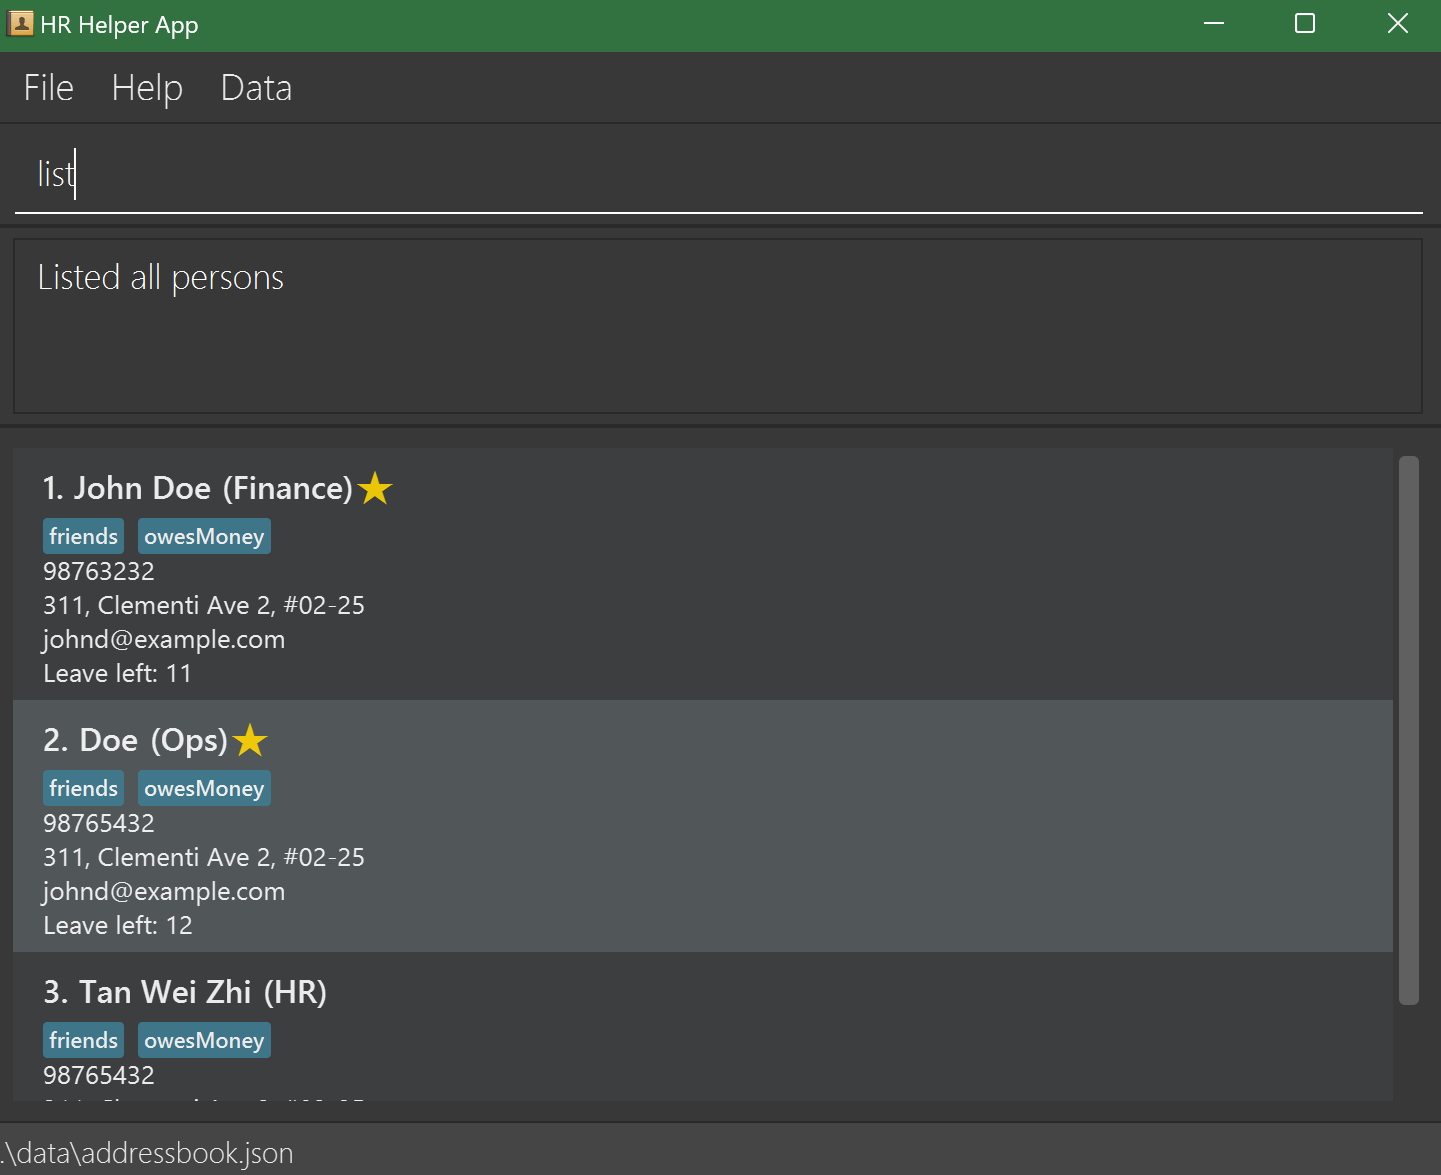 HR Helper App
File Help Data
list
Listed all persons
1. John Doe (Finance)
friends owesMoney
98763232
311, Clementi Ave 2, #02-25
johnd@example.com
Leave left: 11
2. Doe (Ops)
friends owesMoney
98765432
311, Clementi Ave 2, #02-25
johnd@example.com
Leave left: 12
3. Tan Wei Zhi (HR)
friends owesMoney
98765432
.\data\addressbook.json